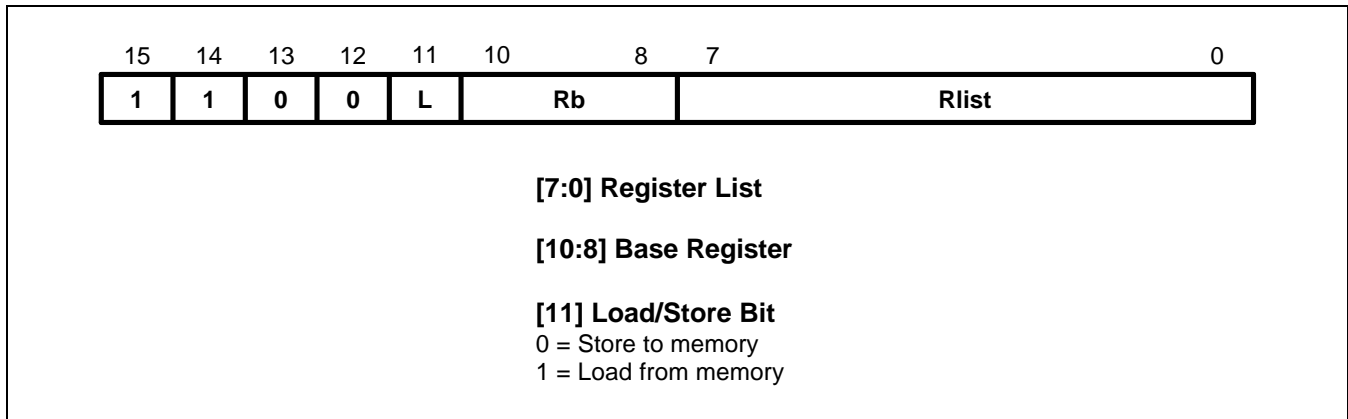 15 14 13 12 11 10 8 7 0
1 1 0 0 L Rb Rlist
[7:0] Register List
[10:8] Base Register
[11] Load/Store Bit
0 = Store to memory
1 = Load from memory